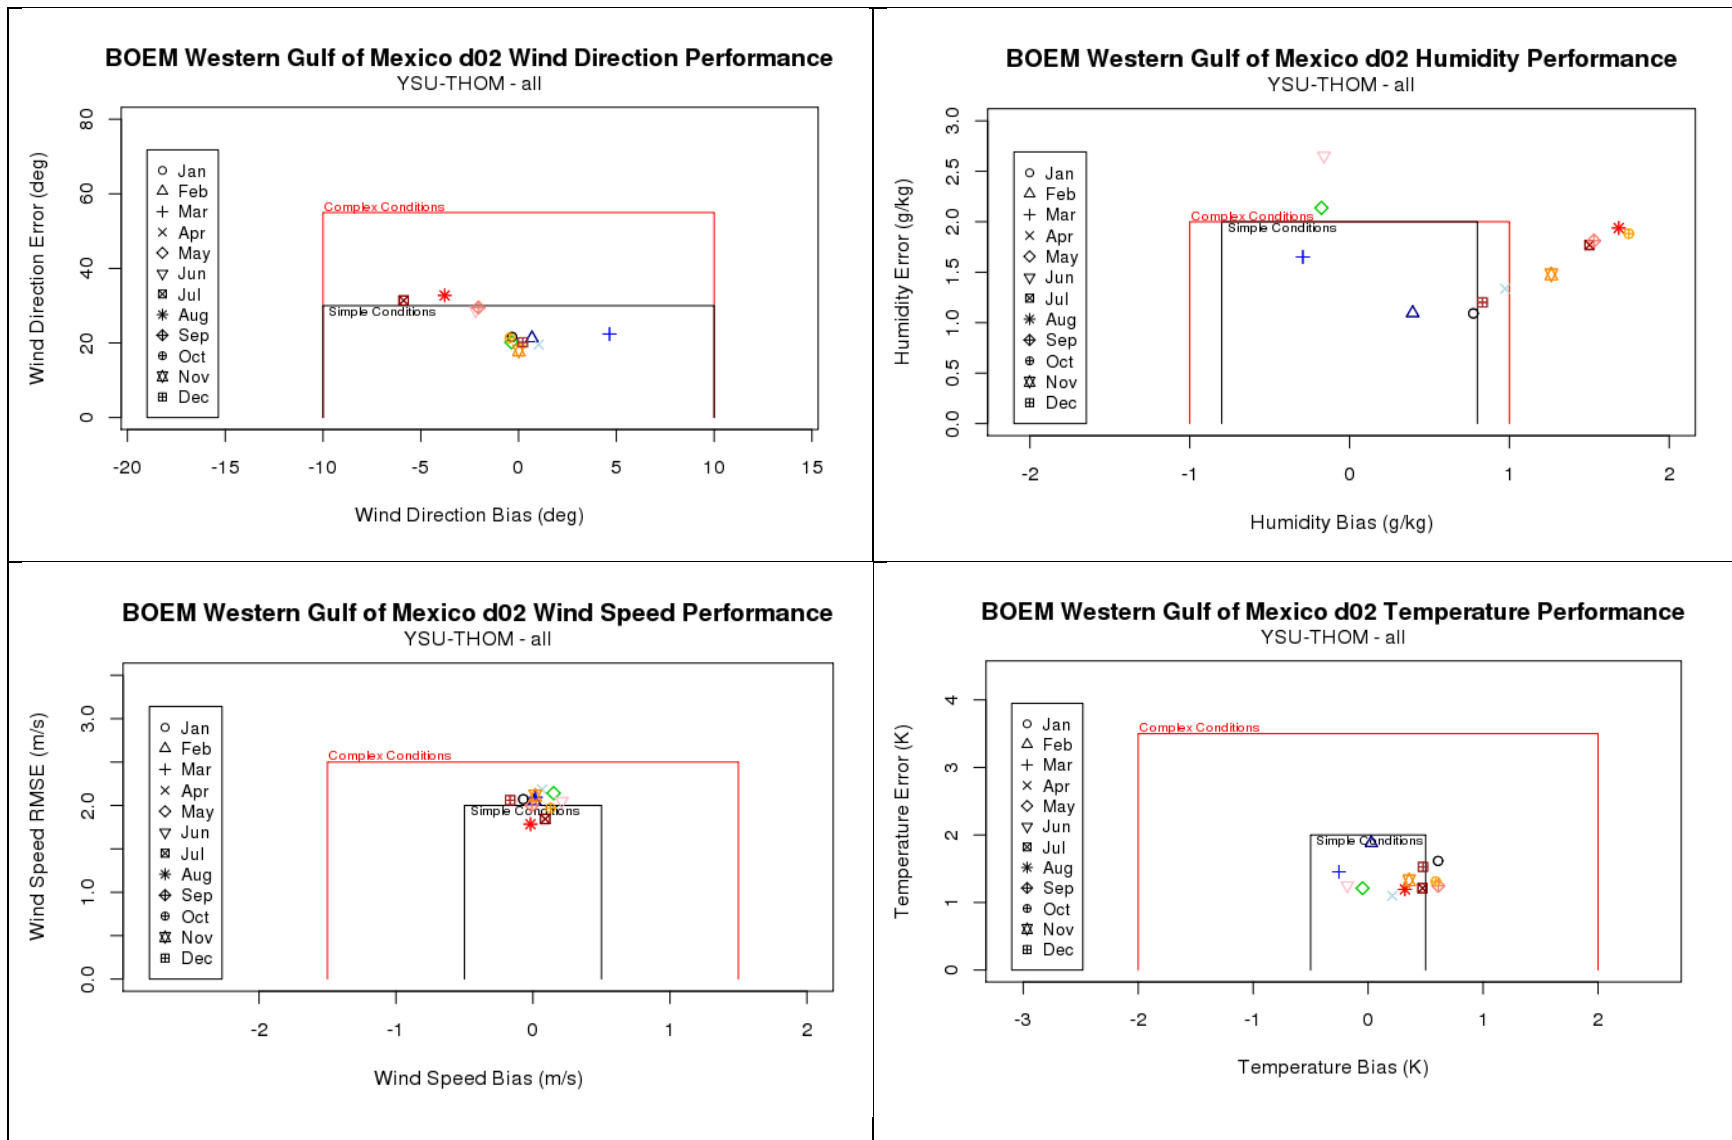 BOEM Western Gulf of Mexico d02 Wind Direction Performance
YSU-THOM - all
Wind Direction Error (deg)
80
60
40
20
0
Jan
Feb
Mar
Apr
May
Jun
Jul
Aug
Sep
Oct
Nov
Dec
Complex Conditions
Simple Conditions
-20 -15 -10 -5 0 5 10 15
Wind Direction Bias (deg)
BOEM Western Gulf of Mexico d02 Humidity Performance
YSU-THOM - all
Humidity Error (g/kg)
3.0
2.5
2.0
1.5
1.0
0.5
0.0
Jan
Feb
Mar
Apr
May
Jun
Jul
Aug
Sep
Oct
Nov
Dec
Complex Conditions
Simple Conditions
-2 -1 0 1 2
Humidity Bias (g/kg)
BOEM Western Gulf of Mexico d02 Wind Speed Performance
YSU-THOM - all
Wind Speed RMSE (m/s)
3.0
2.0
1.0
0.0
Jan
Feb
Mar
Apr
May
Jun
Jul
Aug
Sep
Oct
Nov
Dec
Complex Conditions
Simple Conditions
-2 -1 0 1 2
Wind Speed Bias (m/s)
BOEM Western Gulf of Mexico d02 Temperature Performance
YSU-THOM - all
Temperature Error (K)
4
3
2
1
0
Jan
Feb
Mar
Apr
May
Jun
Jul
Aug
Sep
Oct
Nov
Dec
Complex Conditions
Simple Conditions
-3 -2 -1 0 1 2
Temperature Bias (K)